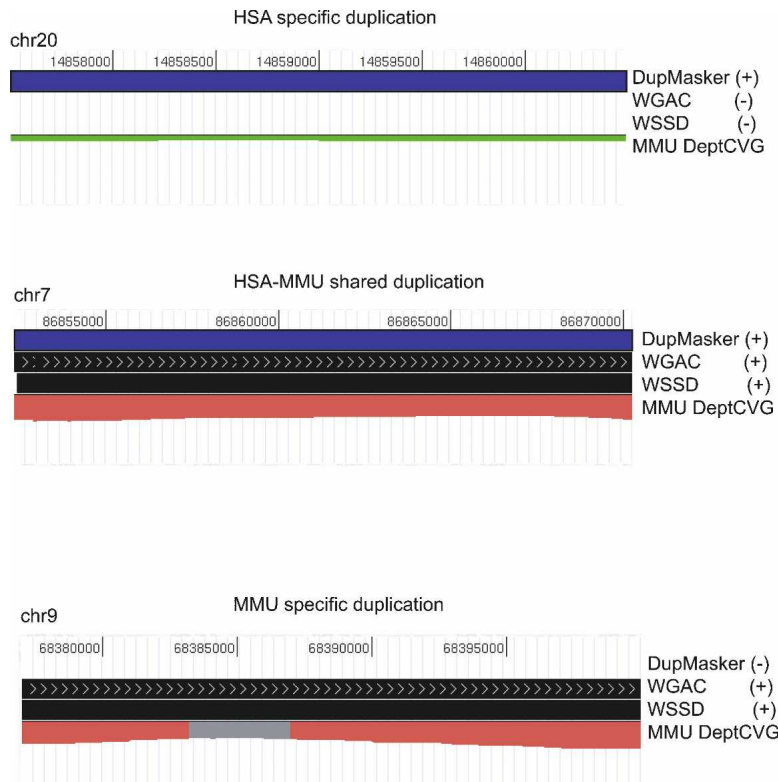 HSA specific duplication
chr20
14858000 14858500 14859000 14859500 14860000
DupMasker (+)
WGAC (-)
WSSD (-)
MMU DeptCVG
HSA-MMU shared duplication
chr7
86855000 86860000 86865000 86870000
DupMasker (+)
WGAC (+)
WSSD (+)
MMU DeptCVG
MMU specific duplication
chr9
68380000 68385000 68390000 68395000
DupMasker (-)
WGAC (+)
WSSD (+)
MMU DeptCVG